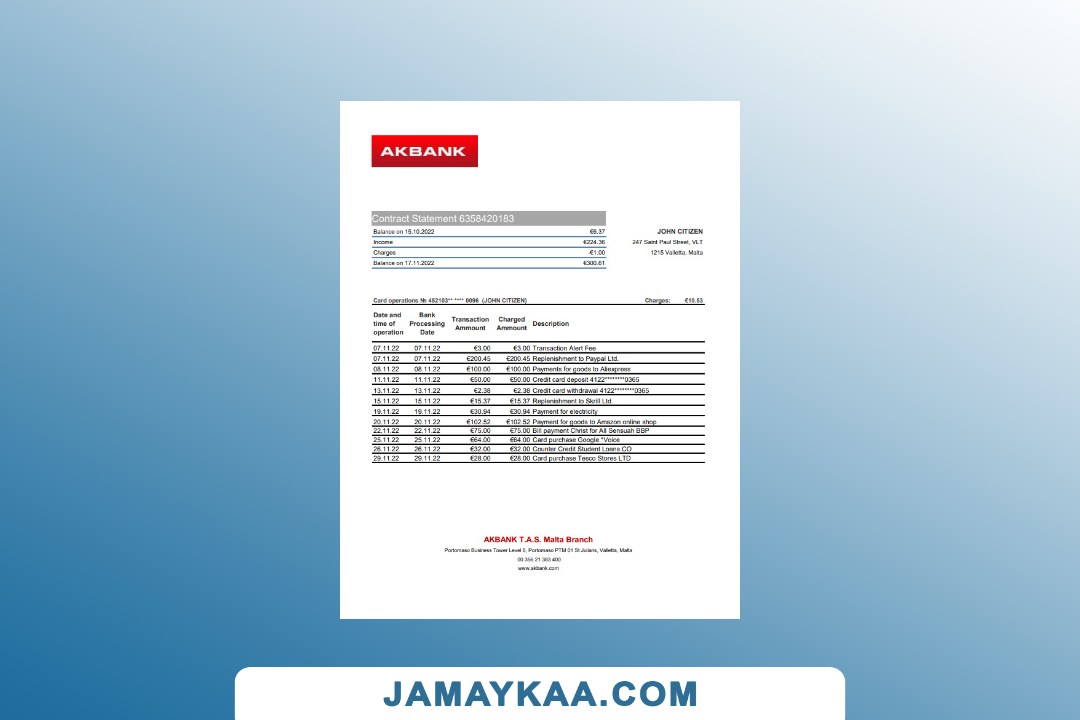 AKBANK
Contract Statement 6358420183
Balance on 15.10.2022 €6.37
Income €224.36
Charges -€1.00
Balance on 17.11.2022 €300.61
JOHN CITIZEN
247 Saint Paul Street, VLT
1215 Valletta, Malta
Card operations № 482103** **** 0096 (JOHN CITIZEN) Charges: €10.53
Date and time of operation Bank Processing Date Transaction Ammount Charged Ammount Description
07.11.22 07.11.22 €3.00 €3.00 Transaction Alert Fee
07.11.22 07.11.22 €200.45 €200.45 Replenishment to Paypal Ltd.
08.11.22 08.11.22 €100.00 €100.00 Payments for goods to Aliexpress
11.11.22 11.11.22 €50.00 €50.00 Credit card deposit 4122********0365
13.11.22 13.11.22 €2.38 €2.38 Credit card withdrawal 4122********0365
15.11.22 15.11.22 €15.37 €15.37 Replenishment to Skrill Ltd.
19.11.22 19.11.22 €30.94 €30.94 Payment for electricity
20.11.22 20.11.22 €102.52 €102.52 Payment for goods to Amazon online shop
22.11.22 22.11.22 €75.00 €75.00 Bill payment Christ for All Sensuah BBP
25.11.22 25.11.22 €64.00 €64.00 Card purchase Google *Voice
26.11.22 26.11.22 €32.00 €32.00 Counter Credit Student Loans CO
29.11.22 29.11.22 €28.00 €28.00 Card purchase Tesco Stores LTD
AKBANK T.A.S. Malta Branch
Portomaso Business Tower Level 6, Portomaso PTM 01 St Julians, Valletta, Malta
00 356 21 383 400
www.akbank.com
JAMAYKAA.COM